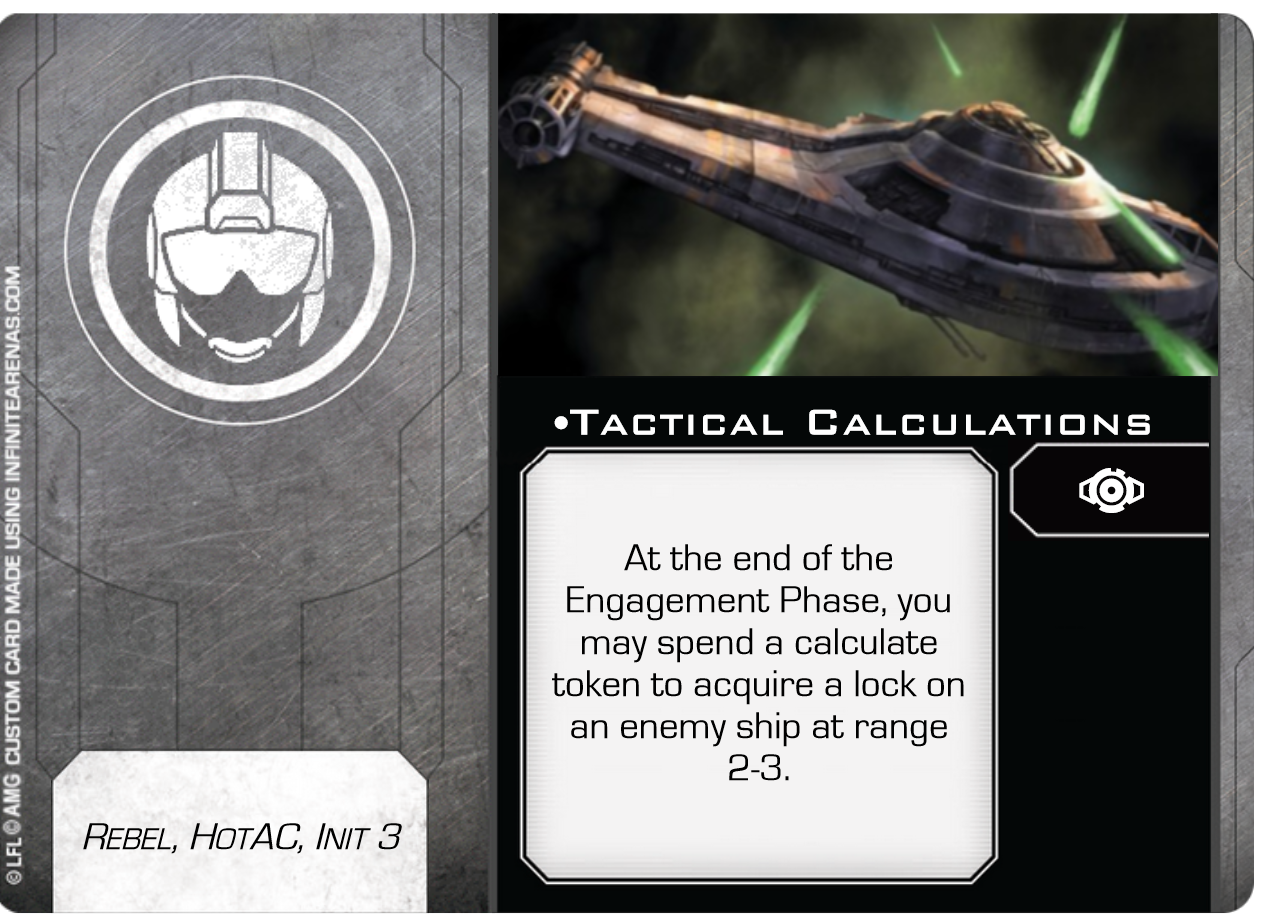 •Tactical Calculations
At the end of the
Engagement Phase, you
may spend a calculate
token to acquire a lock on
an enemy ship at range
2-3.
Rebel, HotAC, Init 3
© LFL © AMG CUSTOM CARD MADE USING INFINITEARENAS.COM